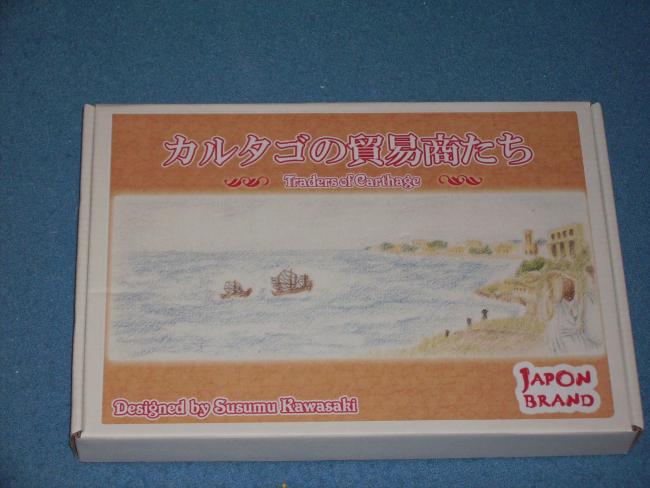 カルタゴの貿易商たち
Traders of Carthage
Designed by Susumu Kawasaki
JAPON
BRAND